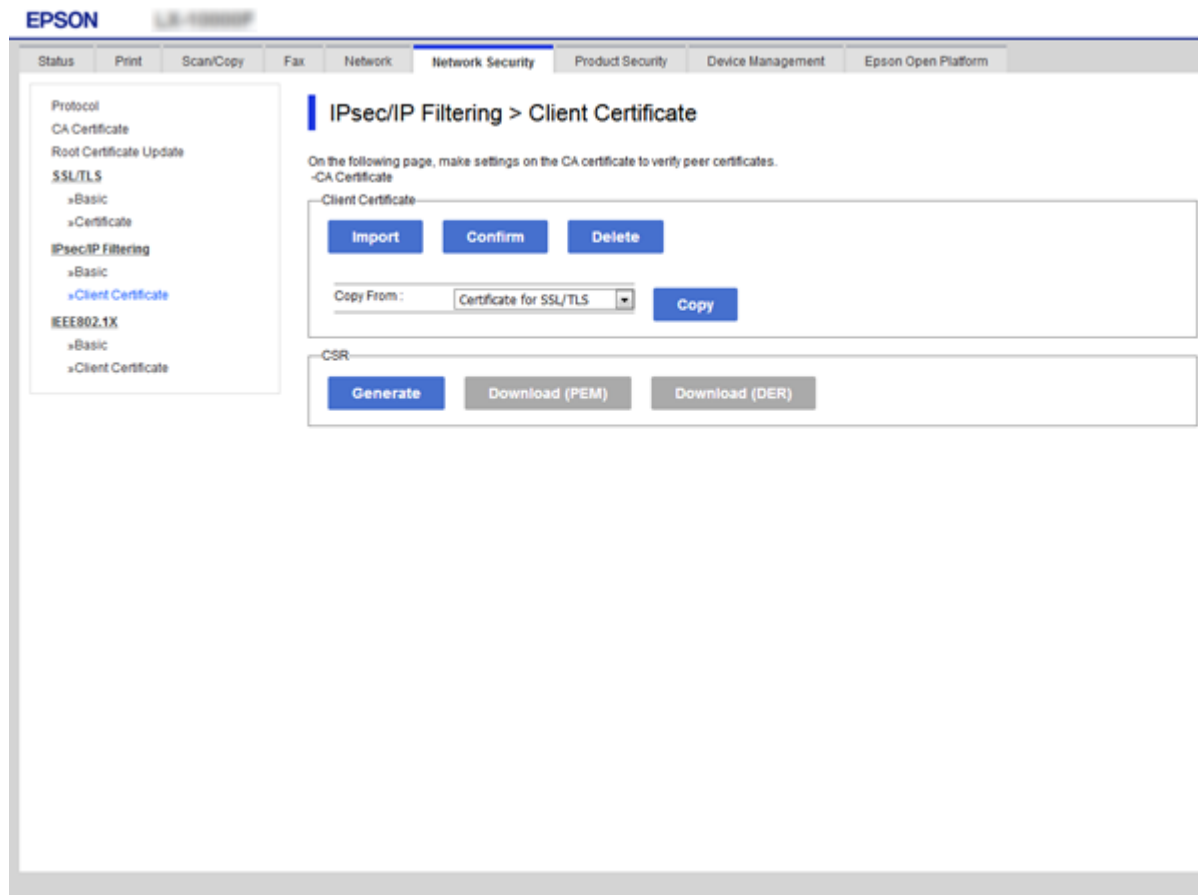 EPSON
Status Print Scan/Copy Fax Network Network Security Product Security Device Management Epson Open Platform
Protocol
CA Certificate
Root Certificate Update
SSL/TLS
»Basic
»Certificate
IPsec/IP Filtering
»Basic
»Client Certificate
IEEE802.1X
»Basic
»Client Certificate
IPsec/IP Filtering > Client Certificate
On the following page, make settings on the CA certificate to verify peer certificates.
-CA Certificate
Client Certificate
Import Confirm Delete
Copy From : Certificate for SSL/TLS Copy
CSR
Generate Download (PEM) Download (DER)